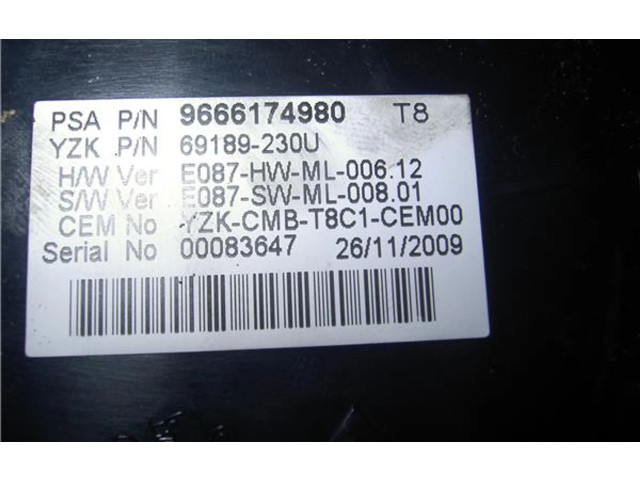 PSA P/N 9666174980 T8
YZK P/N 69189-230U
H/W Ver E087-HW-ML-006.12
S/W Ver E087-SW-ML-008.01
CEM No YZK-CMB-T8C1-CEM00
Serial No 00083647 26/11/2009